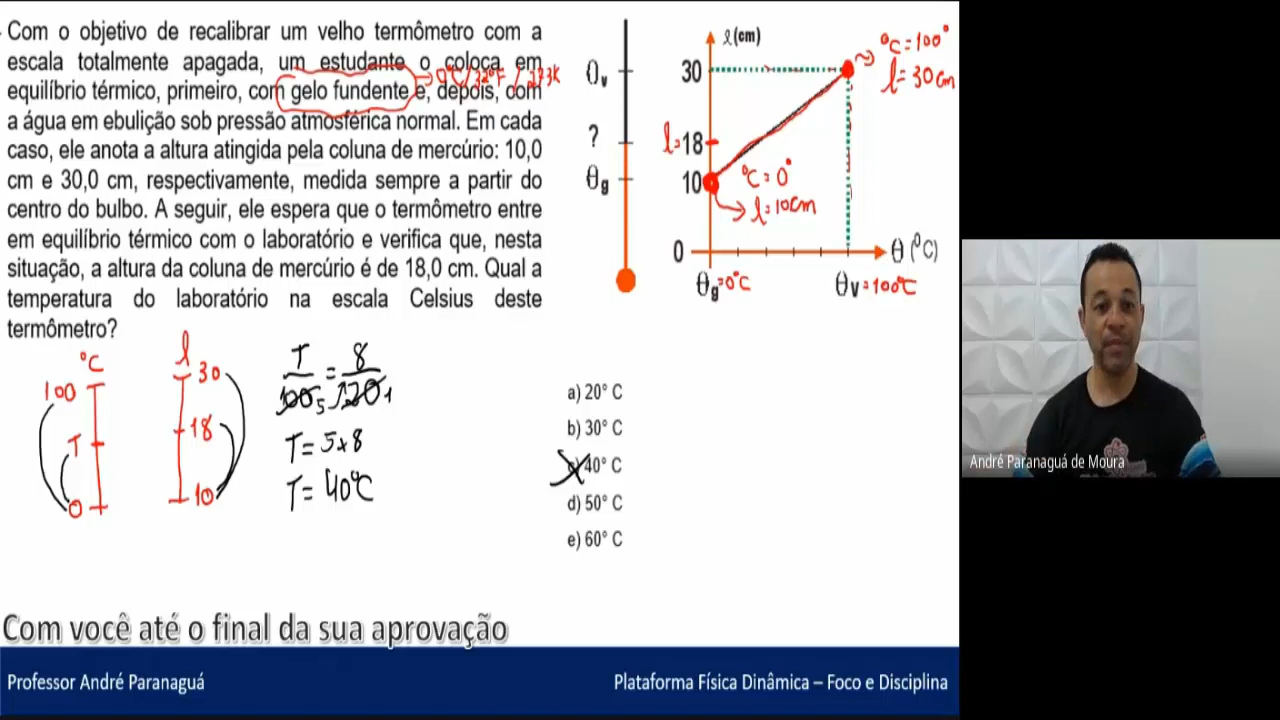 Com o objetivo de recalibrar um velho termômetro com a
escala totalmente apagada, um estudante o coloca em
equilíbrio térmico, primeiro, com gelo fundente e, depois, com
a água em ebulição sob pressão atmosférica normal. Em cada
caso, ele anota a altura atingida pela coluna de mercúrio: 10,0
cm e 30,0 cm, respectivamente, medida sempre a partir do
centro do bulbo. A seguir, ele espera que o termômetro entre
em equilíbrio térmico com o laboratório e verifica que, nesta
situação, a altura da coluna de mercúrio é de 18,0 cm. Qual a
temperatura do laboratório na escala Celsius deste
termômetro?
0°C/32°F/273K
θv
?
θg
ℓ(cm)
30
ℓ=18
10
0
°C=100°
ℓ=30cm
°C=0°
ℓ=10cm
θ(°C)
θg=0°C
θv=100°C
°C
100
T
0
ℓ
30
18
10
T/100 5 = 8/20 1
T=5x8
T=40°C
a) 20° C
b) 30° C
c) 40° C
d) 50° C
e) 60° C
André Paranaguá de Moura
Com você até o final da sua aprovação
Professor André Paranaguá
Plataforma Física Dinâmica – Foco e Disciplina